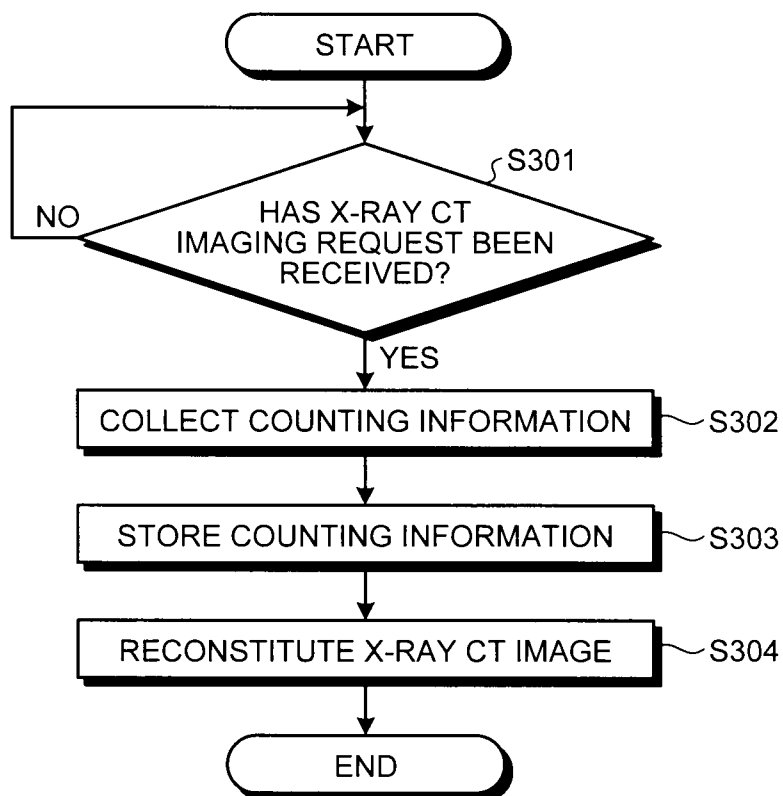 START
S301
HAS X-RAY CT
IMAGING REQUEST BEEN
RECEIVED?
NO
YES
COLLECT COUNTING INFORMATION
S302
STORE COUNTING INFORMATION
S303
RECONSTITUTE X-RAY CT IMAGE
S304
END